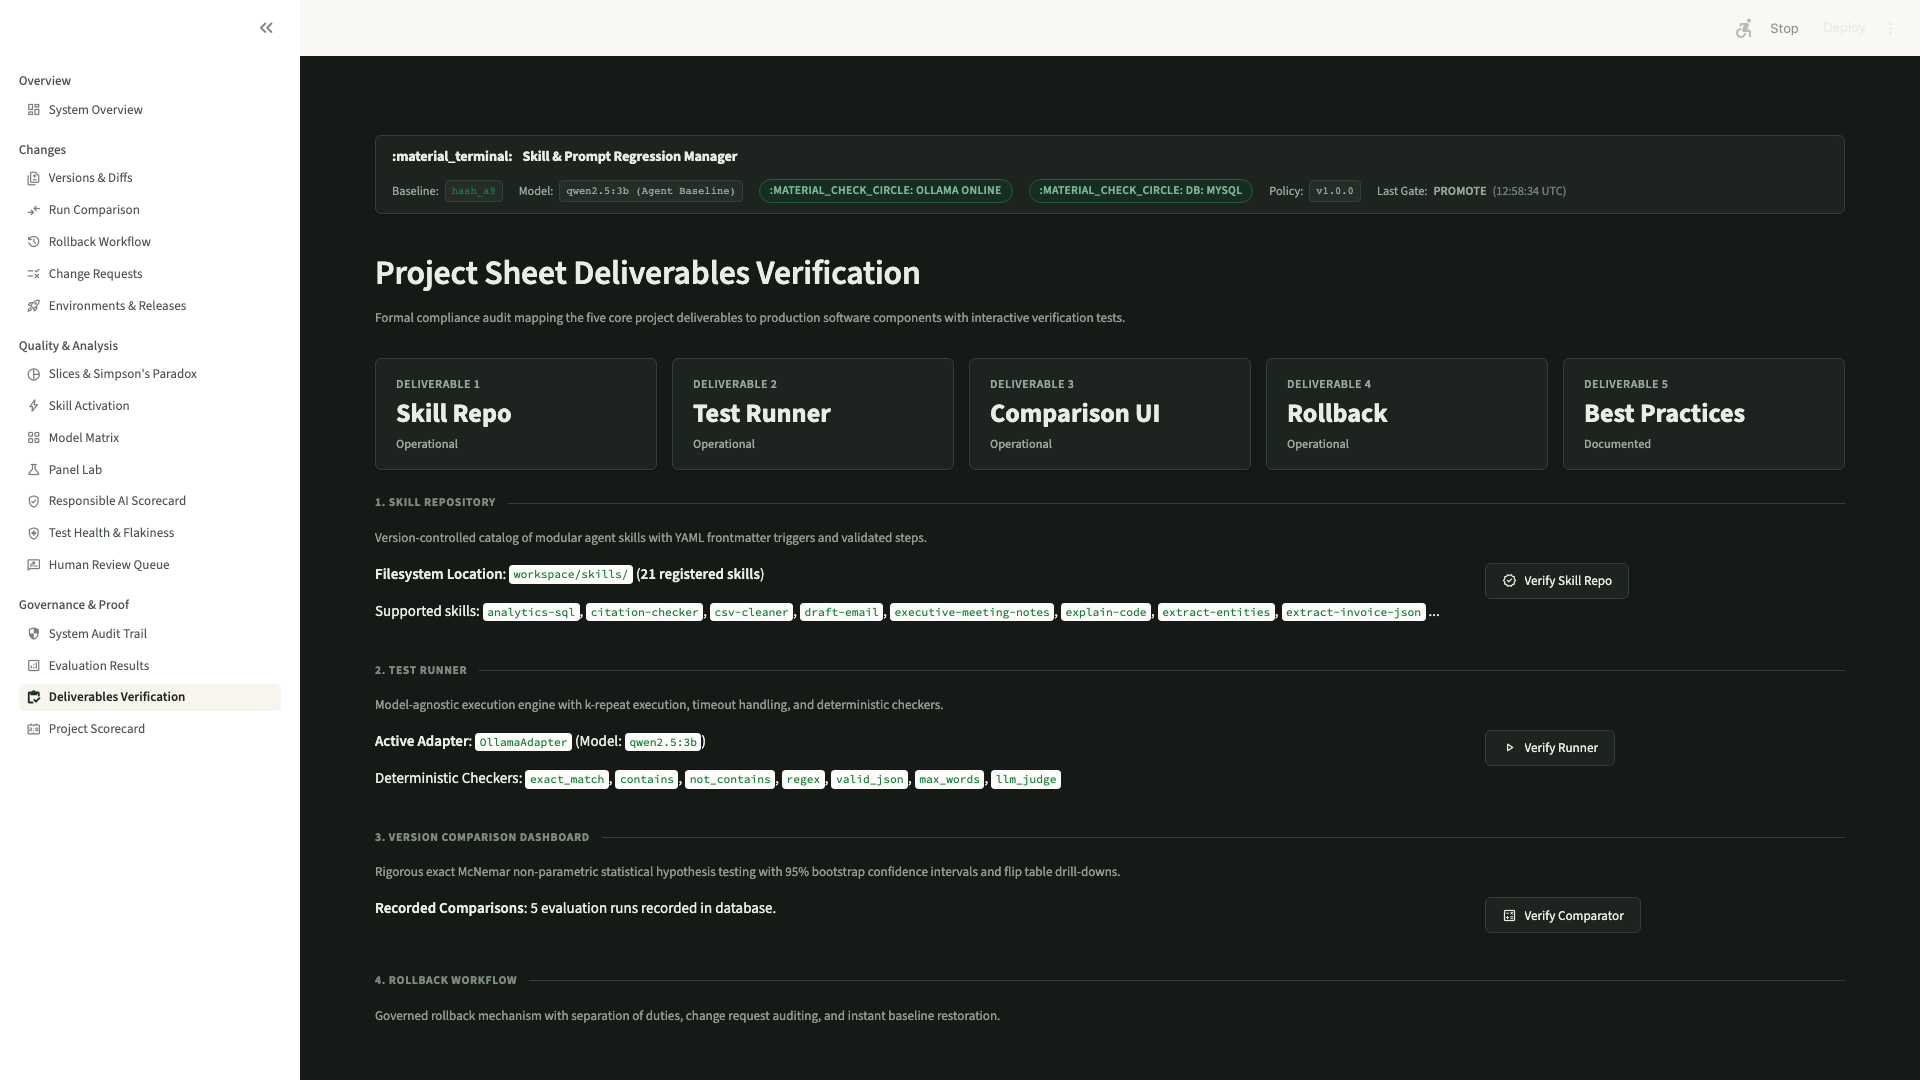 Stop
Deploy
Overview
System Overview
Changes
Versions & Diffs
Run Comparison
Rollback Workflow
Change Requests
Environments & Releases
Quality & Analysis
Slices & Simpson's Paradox
Skill Activation
Model Matrix
Panel Lab
Responsible AI Scorecard
Test Health & Flakiness
Human Review Queue
Governance & Proof
System Audit Trail
Evaluation Results
Deliverables Verification
Project Scorecard
:material_terminal: Skill & Prompt Regression Manager
Baseline: hash_a9 Model: qwen2.5:3b (Agent Baseline) :MATERIAL_CHECK_CIRCLE: OLLAMA ONLINE :MATERIAL_CHECK_CIRCLE: DB: MYSQL Policy: v1.0.0 Last Gate: PROMOTE (12:58:34 UTC)
Project Sheet Deliverables Verification
Formal compliance audit mapping the five core project deliverables to production software components with interactive verification tests.
DELIVERABLE 1
Skill Repo
Operational
DELIVERABLE 2
Test Runner
Operational
DELIVERABLE 3
Comparison UI
Operational
DELIVERABLE 4
Rollback
Operational
DELIVERABLE 5
Best Practices
Documented
1. SKILL REPOSITORY
Version-controlled catalog of modular agent skills with YAML frontmatter triggers and validated steps.
Filesystem Location: workspace/skills/ (21 registered skills)
Supported skills: analytics-sql, citation-checker, csv-cleaner, draft-email, executive-meeting-notes, explain-code, extract-entities, extract-invoice-json ...
Verify Skill Repo
2. TEST RUNNER
Model-agnostic execution engine with k-repeat execution, timeout handling, and deterministic checkers.
Active Adapter: OllamaAdapter (Model: qwen2.5:3b)
Deterministic Checkers: exact_match, contains, not_contains, regex, valid_json, max_words, llm_judge
Verify Runner
3. VERSION COMPARISON DASHBOARD
Rigorous exact McNemar non-parametric statistical hypothesis testing with 95% bootstrap confidence intervals and flip table drill-downs.
Recorded Comparisons: 5 evaluation runs recorded in database.
Verify Comparator
4. ROLLBACK WORKFLOW
Governed rollback mechanism with separation of duties, change request auditing, and instant baseline restoration.